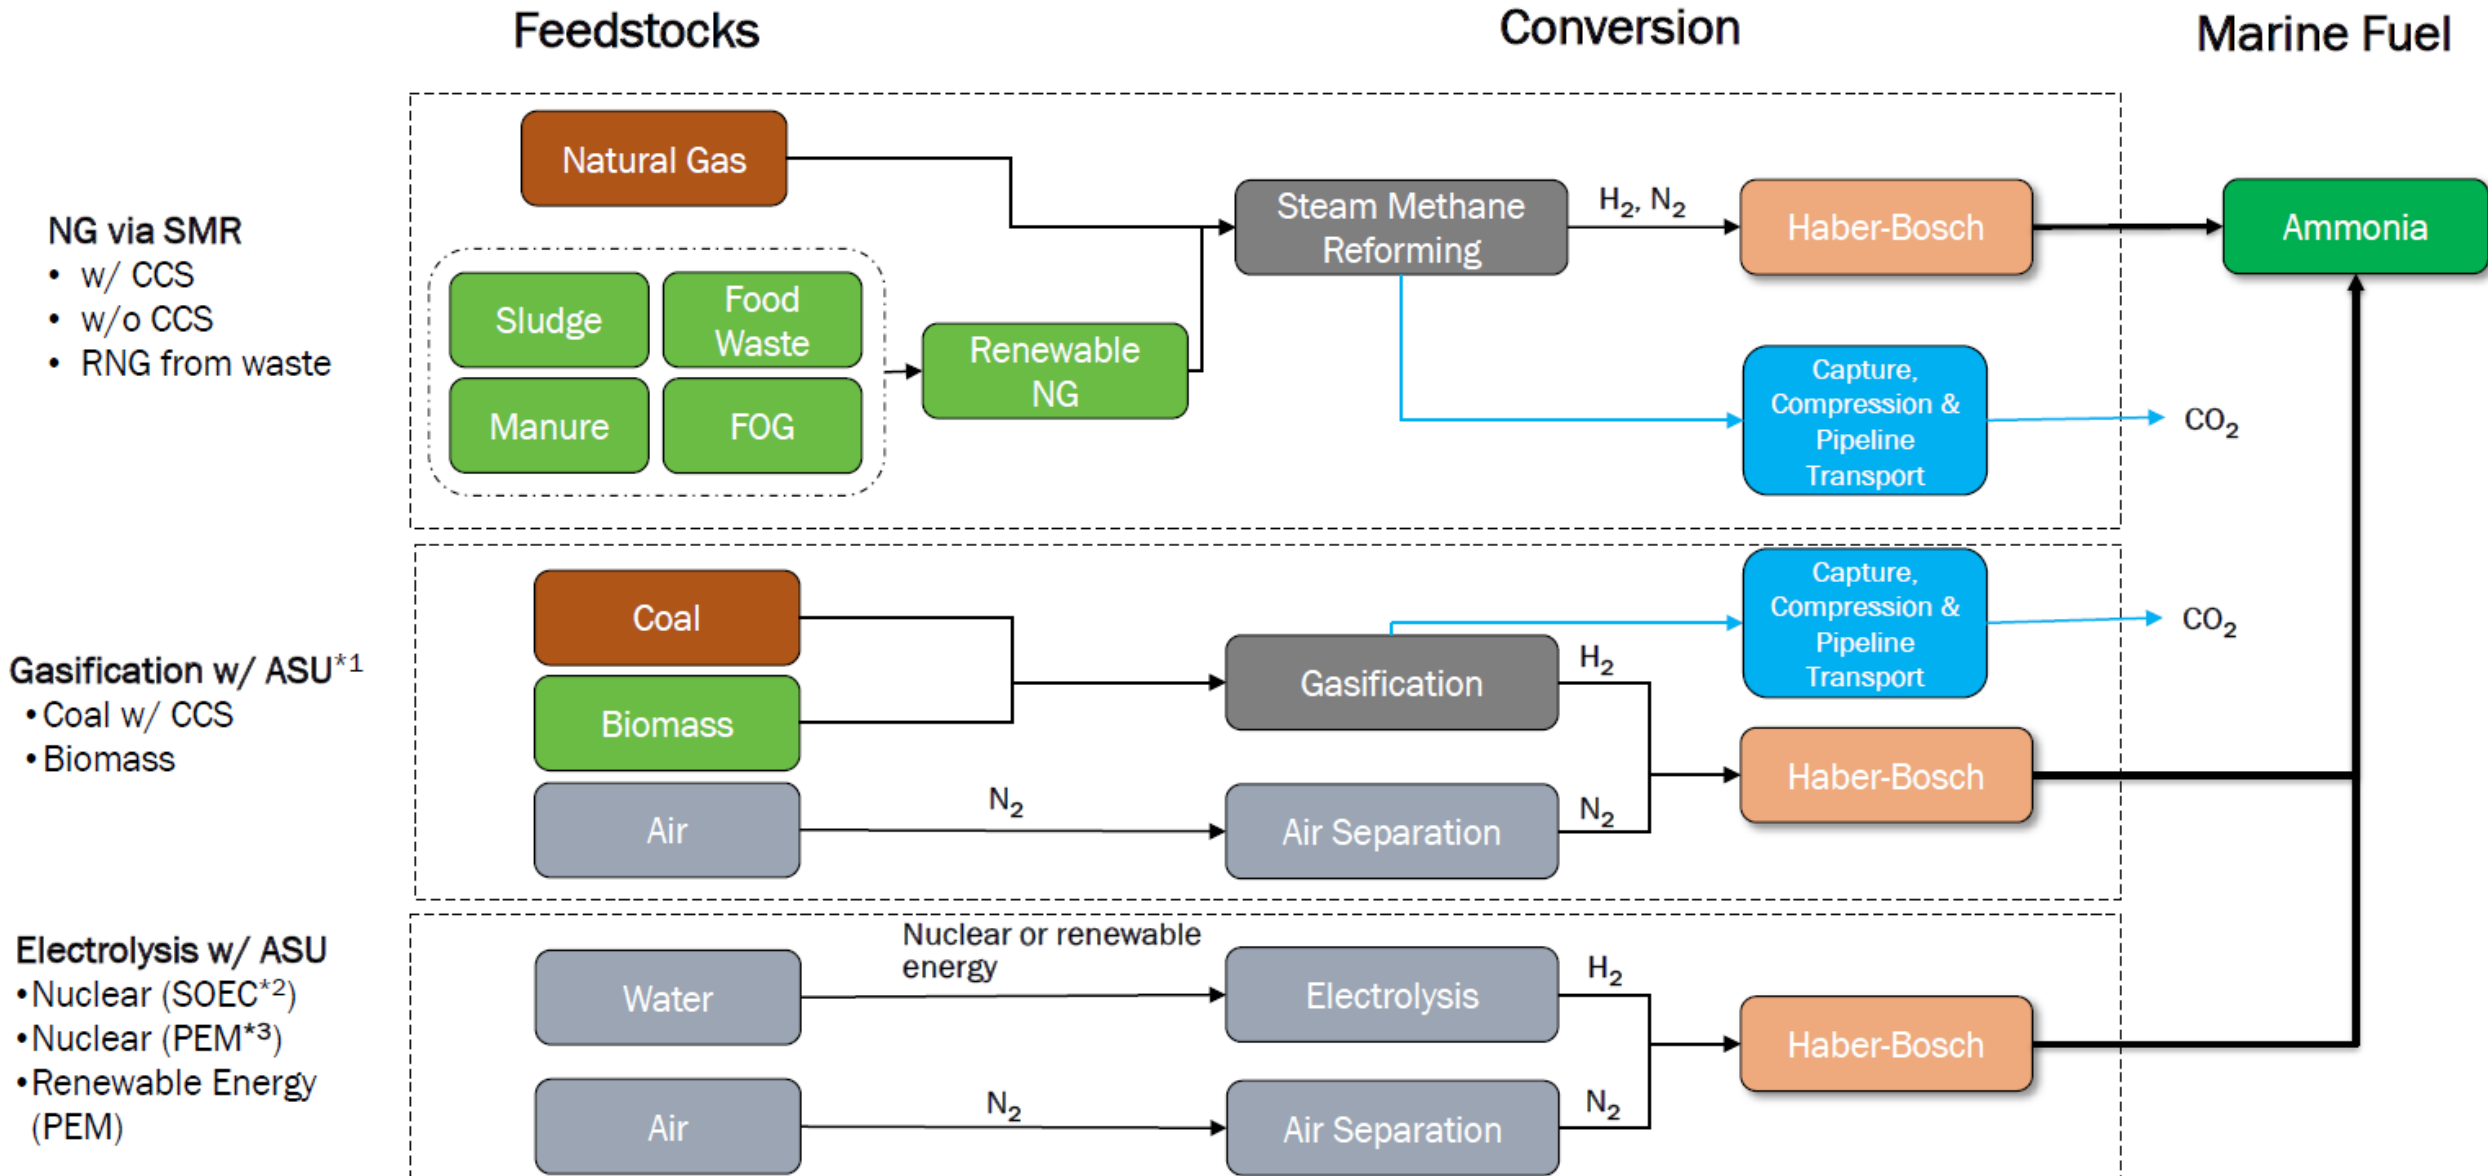 Feedstocks
Conversion
Marine Fuel
NG via SMR
• w/ CCS
• w/o CCS
• RNG from waste
Natural Gas
Sludge
Food
Waste
Manure
FOG
Renewable
NG
Steam Methane
Reforming
H₂, N₂
Haber-Bosch
Ammonia
Capture,
Compression &
Pipeline
Transport
CO₂
Gasification w/ ASU*1
• Coal w/ CCS
• Biomass
Coal
Biomass
Air
N₂
Gasification
Air Separation
H₂
N₂
Capture,
Compression &
Pipeline
Transport
CO₂
Haber-Bosch
Electrolysis w/ ASU
• Nuclear (SOEC*2)
• Nuclear (PEM*3)
• Renewable Energy
(PEM)
Water
Nuclear or renewable
energy
Electrolysis
H₂
Air
N₂
Air Separation
N₂
Haber-Bosch